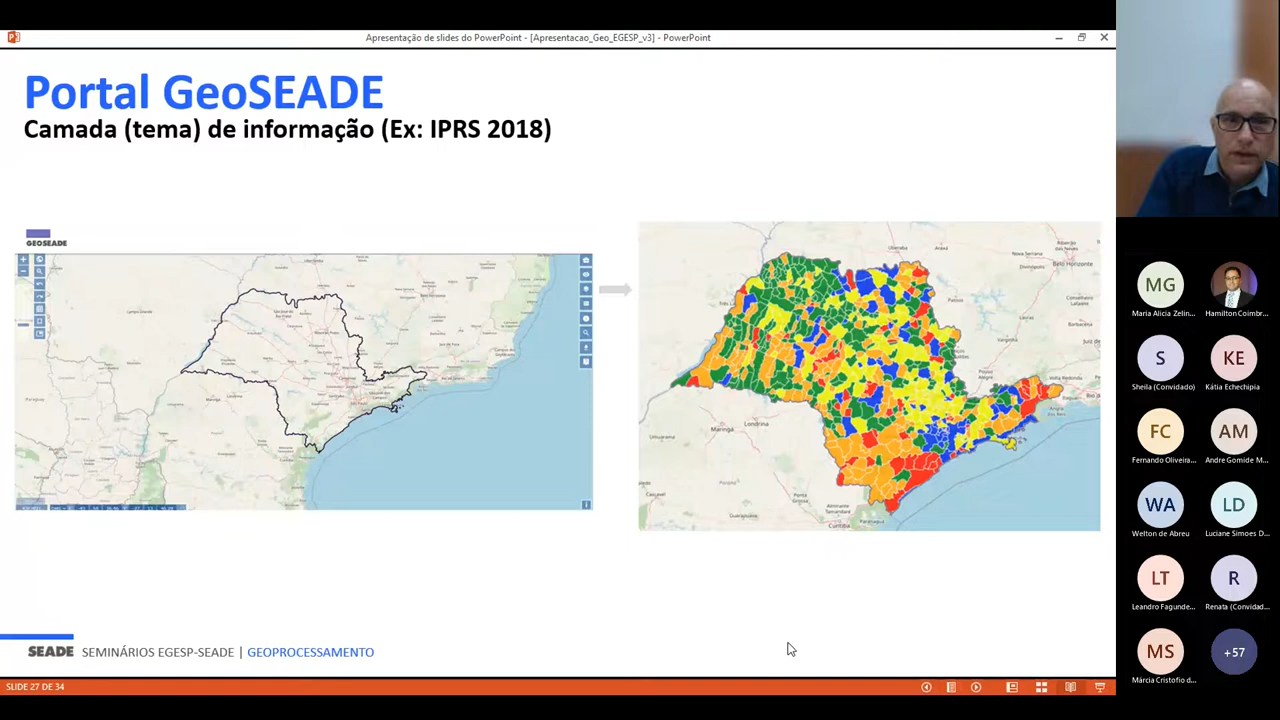 Apresentação de slides do PowerPoint - [Apresentacao_Geo_EGESP_v3] - PowerPoint
Portal GeoSEADE
Camada (tema) de informação (Ex: IPRS 2018)
GEOSEADE
Belo Horizonte
Londrina
Maringá
Curitiba
SEADE SEMINÁRIOS EGESP-SEADE | GEOPROCESSAMENTO
SLIDE 27 DE 34
MG
Maria Alicia Zelin...
Hamilton Coimbr...
S
Sheila (Convidado)
KE
Kátia Echechipia
FC
Fernando Oliveira...
AM
Andre Gomide M...
WA
Welton de Abreu
LD
Luciane Simoes D...
LT
Leandro Fagunde...
R
Renata (Convidad...
MS
Márcia Cristofio d...
+57